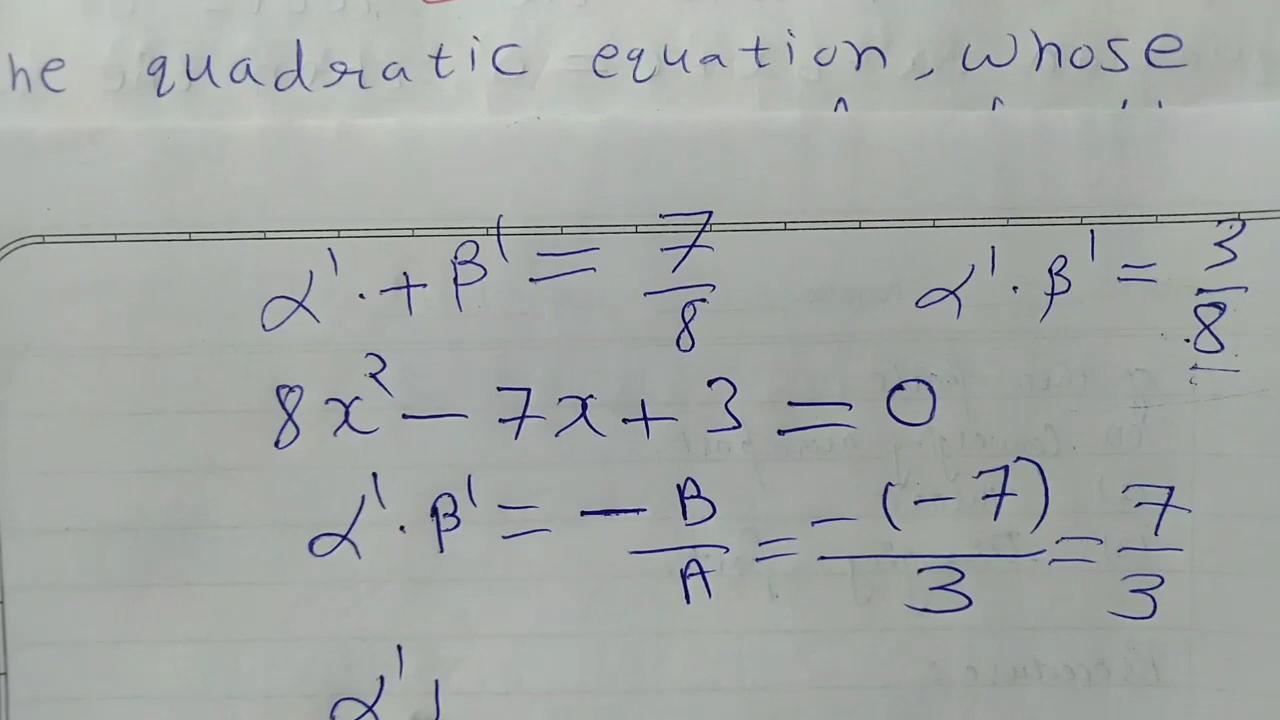 he quadratic equation, whose
α'.+β' = 7/8 α'.β' = 3/8
8x² - 7x + 3 = 0
α'.β' = -B/A = -(-7)/3 = 7/3
α'